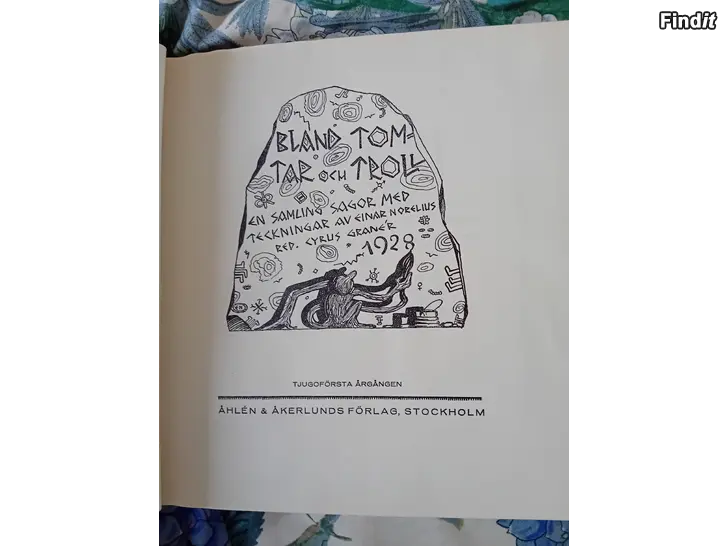 Findit
BLAND TOM-
TAR OCH TROLL
EN SAMLING SAGOR MED
TECKNINGAR AV EINAR NORELIUS
RED. CYRUS GRANÉR
1928
TJUGOFÖRSTA ÅRGÅNGEN
ÅHLÉN & ÅKERLUNDS FÖRLAG, STOCKHOLM